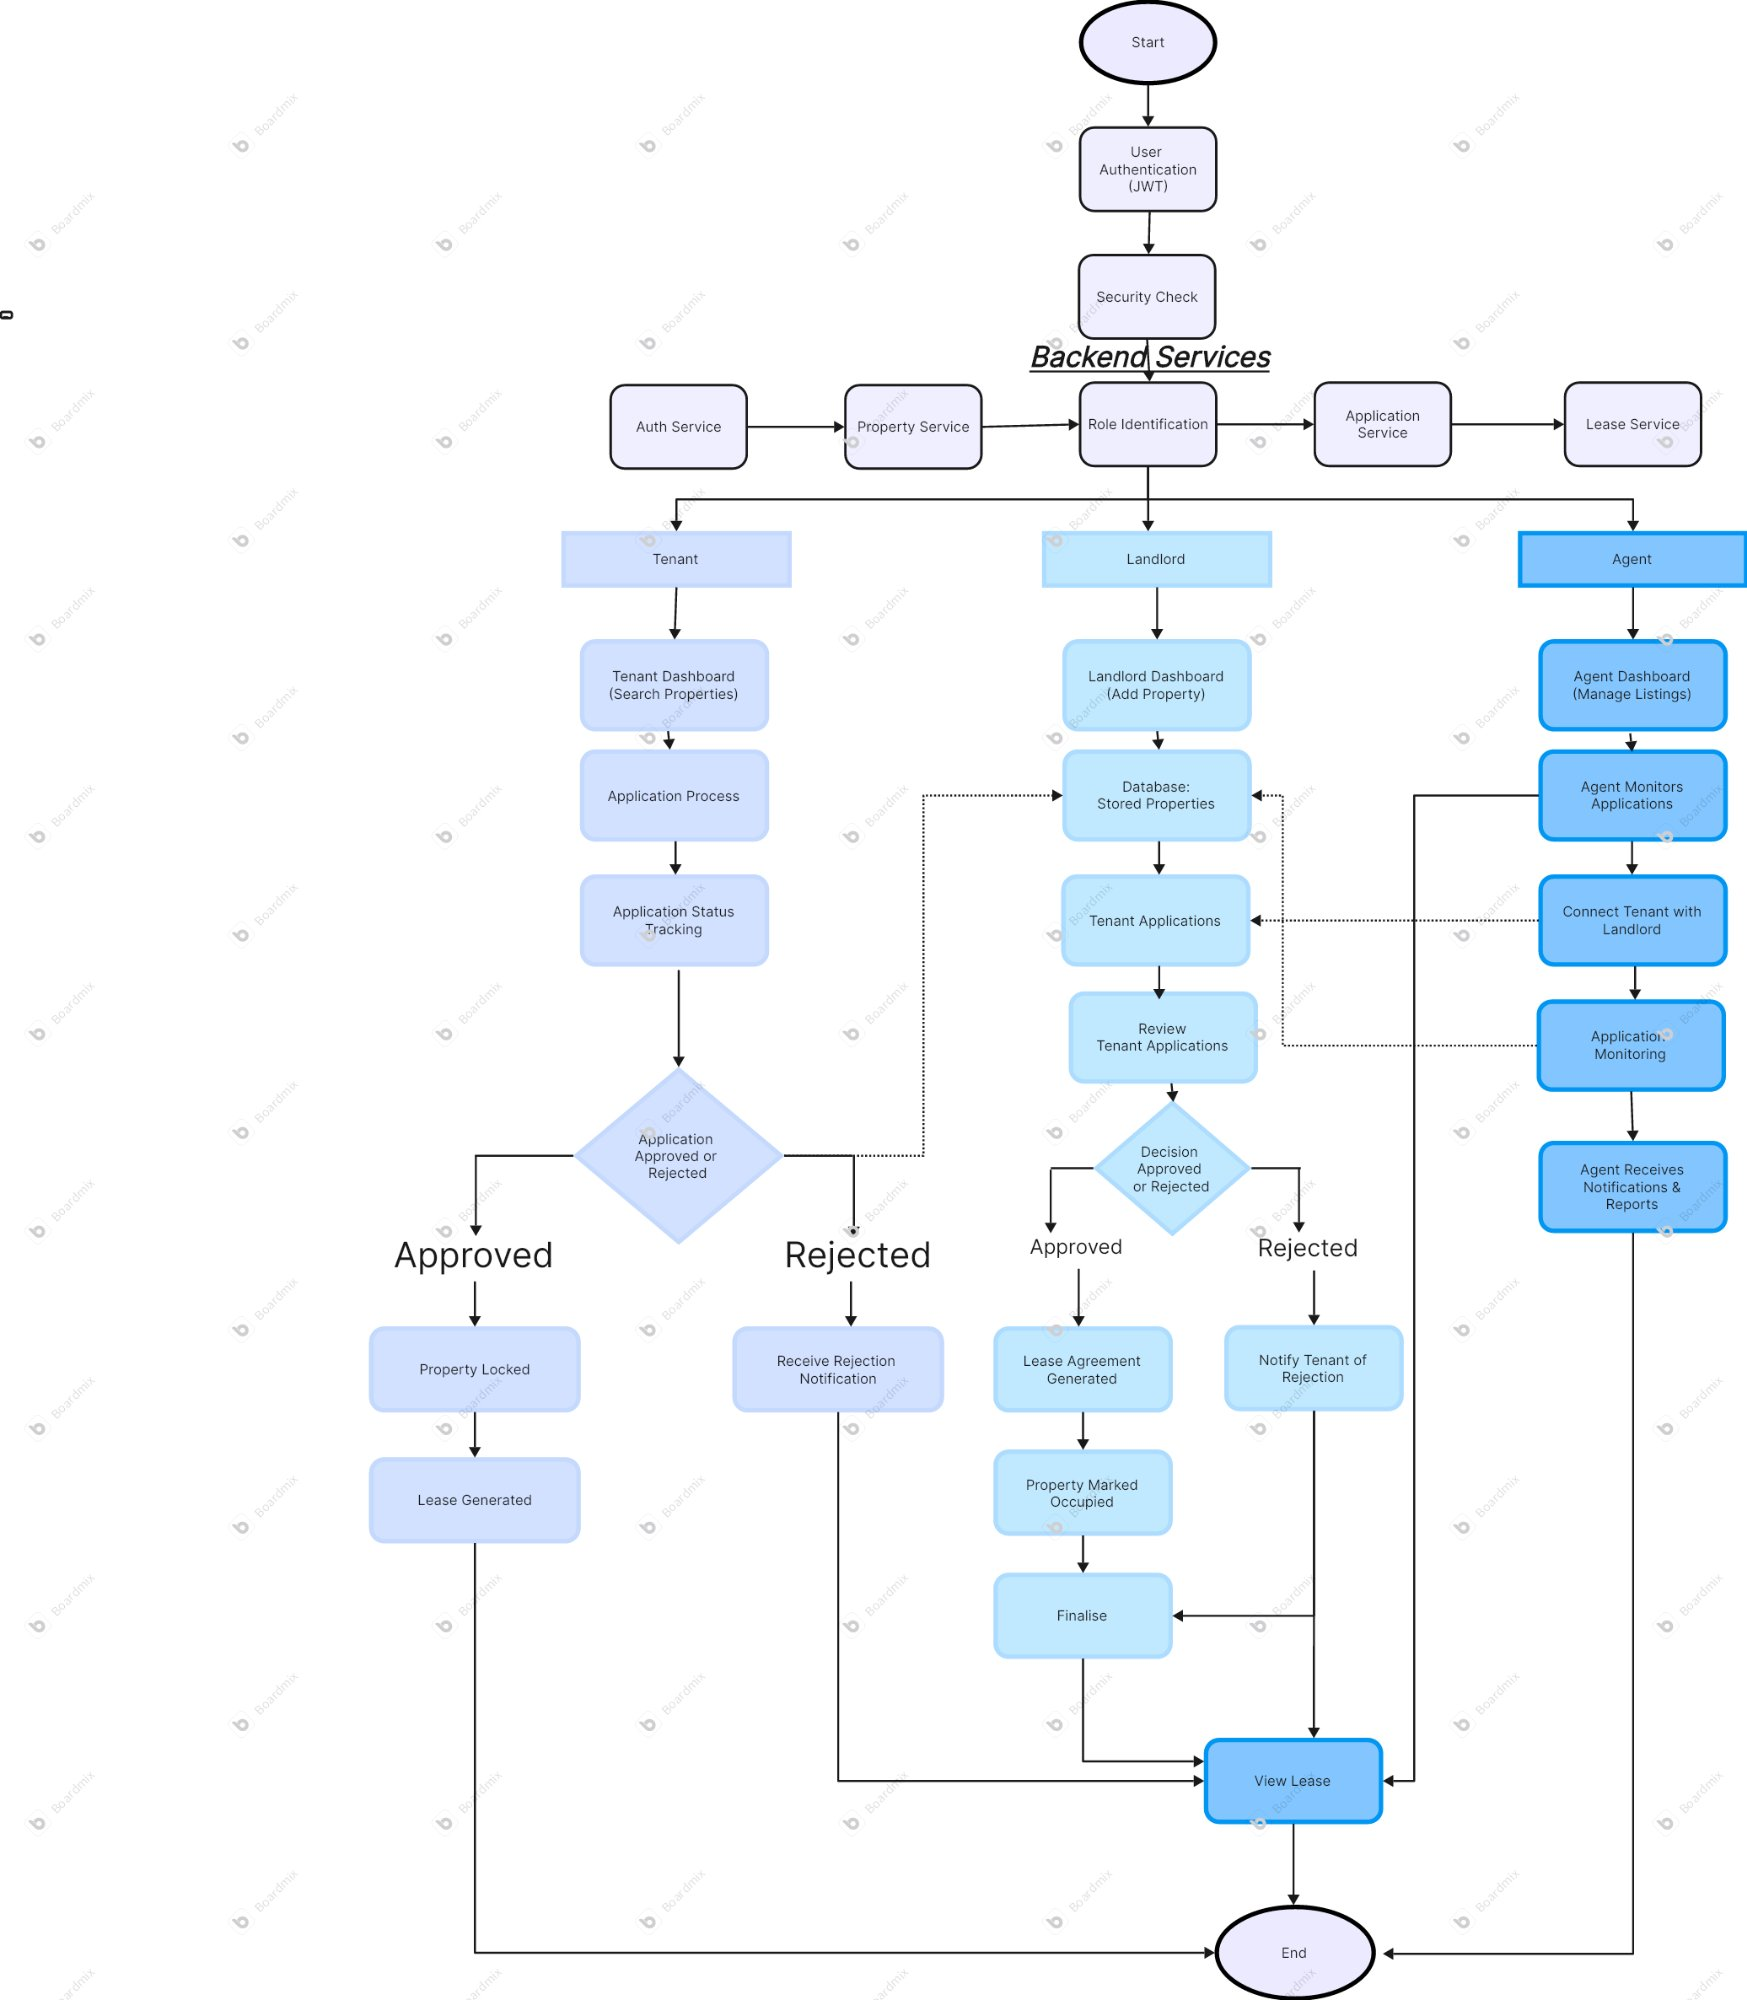 Start
User
Authentication
(JWT)
Security Check
Backend Services
Auth Service
Property Service
Role Identification
Application
Service
Lease Service
Tenant
Landlord
Agent
Tenant Dashboard
(Search Properties)
Landlord Dashboard
(Add Property)
Agent Dashboard
(Manage Listings)
Application Process
Database:
Stored Properties
Agent Monitors
Applications
Application Status
Tracking
Tenant Applications
Connect Tenant with
Landlord
Review
Tenant Applications
Application
Monitoring
Application
Approved or
Rejected
Decision
Approved
or Rejected
Agent Receives
Notifications &
Reports
Approved
Rejected
Approved
Rejected
Property Locked
Receive Rejection
Notification
Lease Agreement
Generated
Notify Tenant of
Rejection
Lease Generated
Property Marked
Occupied
Finalise
View Lease
End
Boardmix